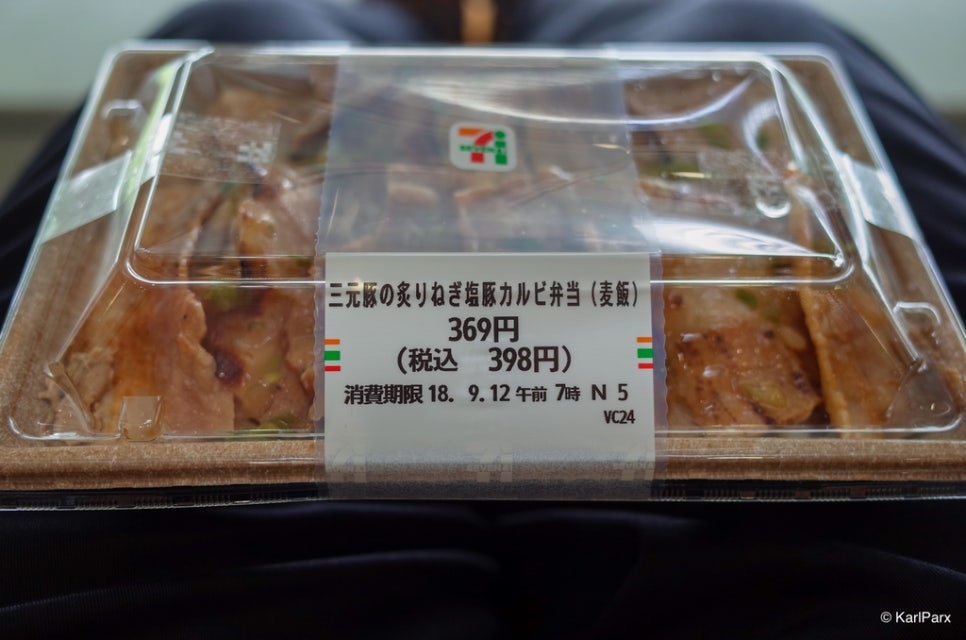 7
ELEVEN
三元豚の炙りねぎ塩豚カルビ弁当（麦飯）
369円
（税込 398円）
消費期限 18. 9.12 午前 7時 N 5
VC24
© KarlParx